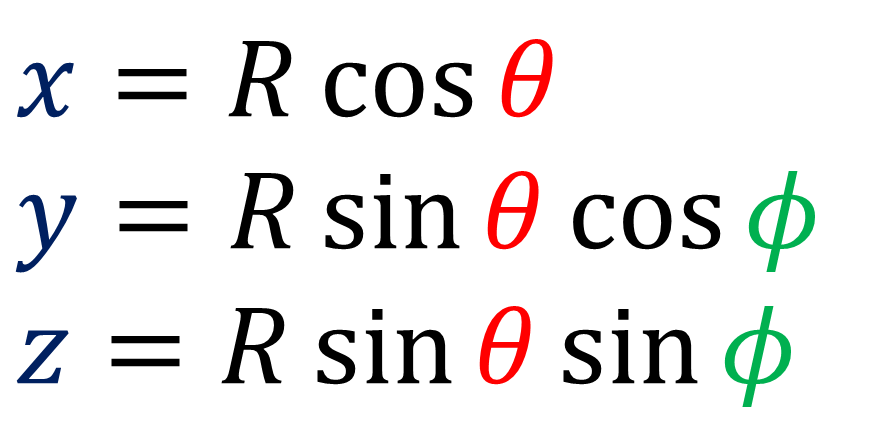 x = R cos θ
y = R sin θ cos ϕ
z = R sin θ sin ϕ